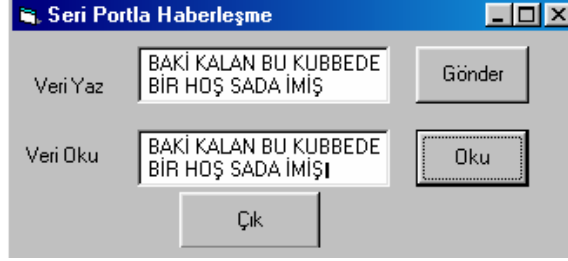 Seri Portla Haberleşme
Veri Yaz
BAKİ KALAN BU KUBBEDE
BİR HOŞ SADA İMİŞ
Gönder
Veri Oku
BAKİ KALAN BU KUBBEDE
BİR HOŞ SADA İMİŞ
Oku
Çık